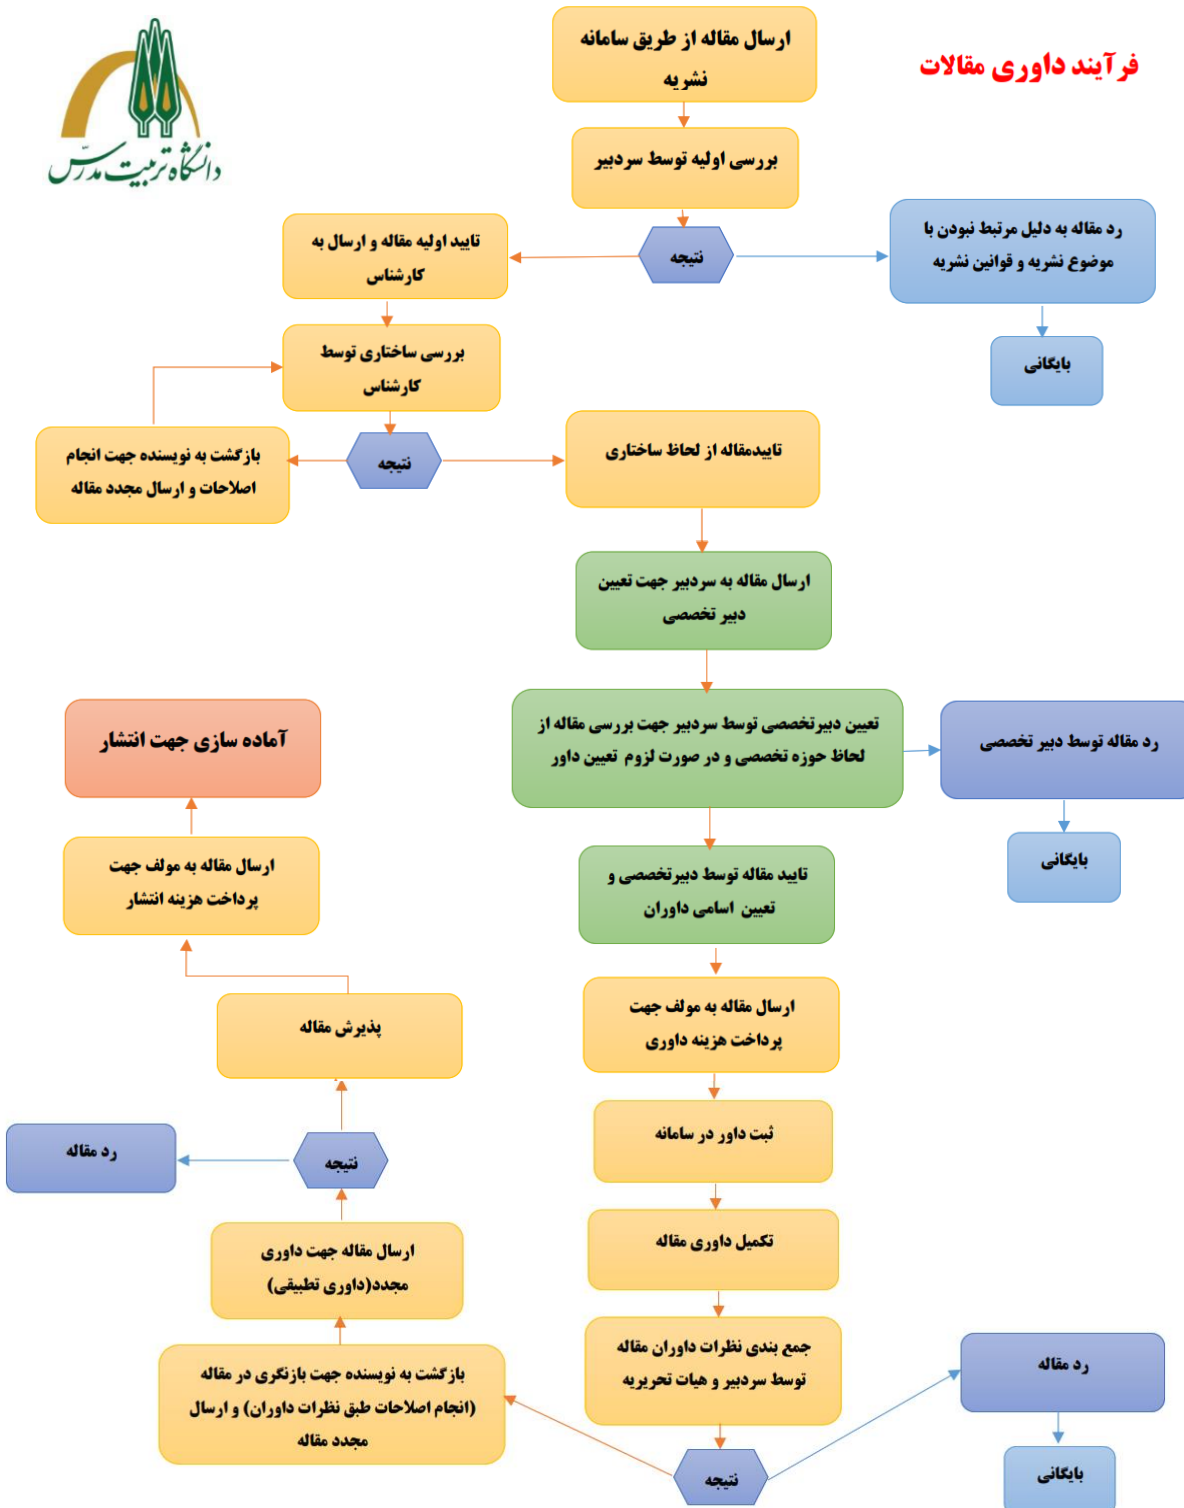 فرآیند داوری مقالات
دانشگاه تربیت مدرس
ارسال مقاله از طریق سامانه
نشریه
بررسی اولیه توسط سردبیر
نتیجه
رد مقاله به دلیل مرتبط نبودن با
موضوع نشریه و قوانین نشریه
بایگانی
تایید اولیه مقاله و ارسال به
کارشناس
بررسی ساختاری توسط
کارشناس
نتیجه
بازگشت به نویسنده جهت انجام
اصلاحات و ارسال مجدد مقاله
تاییدمقاله از لحاظ ساختاری
ارسال مقاله به سردبیر جهت تعیین
دبیر تخصصی
تعیین دبیرتخصصی توسط سردبیر جهت بررسی مقاله از
لحاظ حوزه تخصصی و در صورت لزوم تعیین داور
رد مقاله توسط دبیر تخصصی
بایگانی
تایید مقاله توسط دبیرتخصصی و
تعیین اسامی داوران
ارسال مقاله به مولف جهت
پرداخت هزینه داوری
ثبت داور در سامانه
تکمیل داوری مقاله
جمع بندی نظرات داوران مقاله
توسط سردبیر و هیات تحریریه
نتیجه
رد مقاله
بایگانی
بازگشت به نویسنده جهت بازنگری در مقاله
(انجام اصلاحات طبق نظرات داوران) و ارسال
مجدد مقاله
ارسال مقاله جهت داوری
مجدد(داوری تطبیقی)
نتیجه
رد مقاله
پذیرش مقاله
ارسال مقاله به مولف جهت
پرداخت هزینه انتشار
آماده سازی جهت انتشار